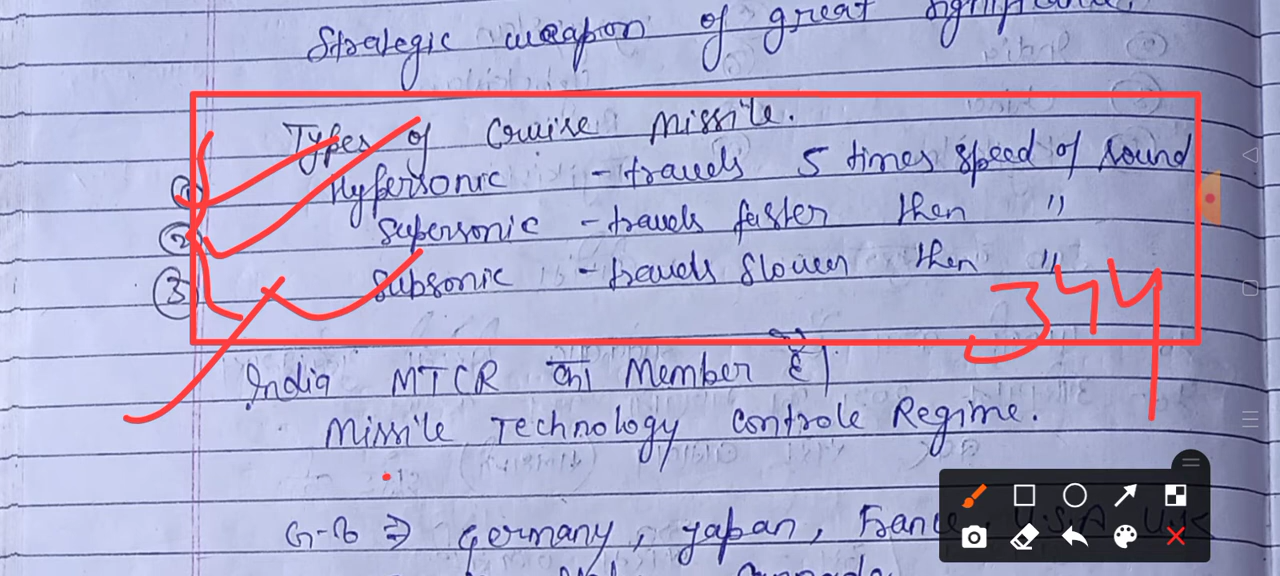 Strategic weapon of great
Types of Cruise Missile.
① Hypersonic - travels 5 times speed of sound
② Supersonic - travels faster then "
③ Subsonic - travels slower then "
344
India MTCR का Member है।
Missile Technology Controle Regime.
G-8 ⇒ Germany, Japan, France, U.S.A